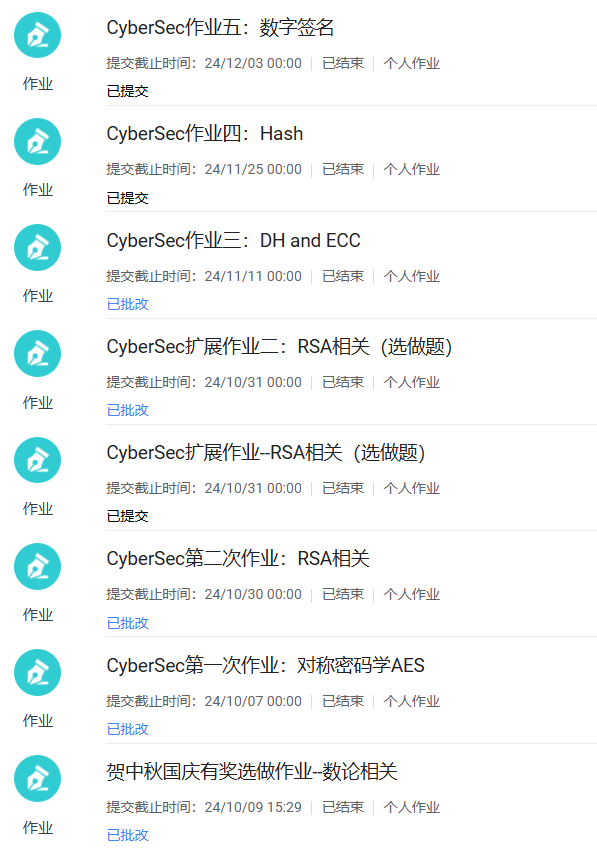 CyberSec作业五：数字签名
提交截止时间：24/12/03 00:00 | 已结束 | 个人作业
作业
已提交
CyberSec作业四：Hash
提交截止时间：24/11/25 00:00 | 已结束 | 个人作业
作业
已提交
CyberSec作业三：DH and ECC
提交截止时间：24/11/11 00:00 | 已结束 | 个人作业
作业
已批改
CyberSec扩展作业二：RSA相关（选做题）
提交截止时间：24/10/31 00:00 | 已结束 | 个人作业
作业
已批改
CyberSec扩展作业--RSA相关（选做题）
提交截止时间：24/10/31 00:00 | 已结束 | 个人作业
作业
已提交
CyberSec第二次作业：RSA相关
提交截止时间：24/10/30 00:00 | 已结束 | 个人作业
作业
已批改
CyberSec第一次作业：对称密码学AES
提交截止时间：24/10/07 00:00 | 已结束 | 个人作业
作业
已批改
贺中秋国庆有奖选做作业--数论相关
提交截止时间：24/10/09 15:29 | 已结束 | 个人作业
作业
已批改